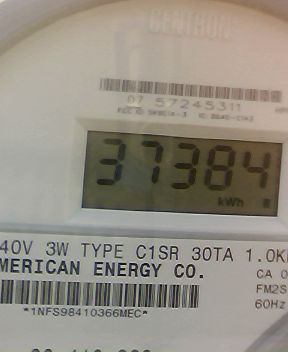 CENTRON
07 57245311
37384
kWh
40V 3W TYPE C1SR 30TA 1.0K
MERICAN ENERGY CO.
CA 0
FM2S
60Hz
*1NFS98410366MEC*